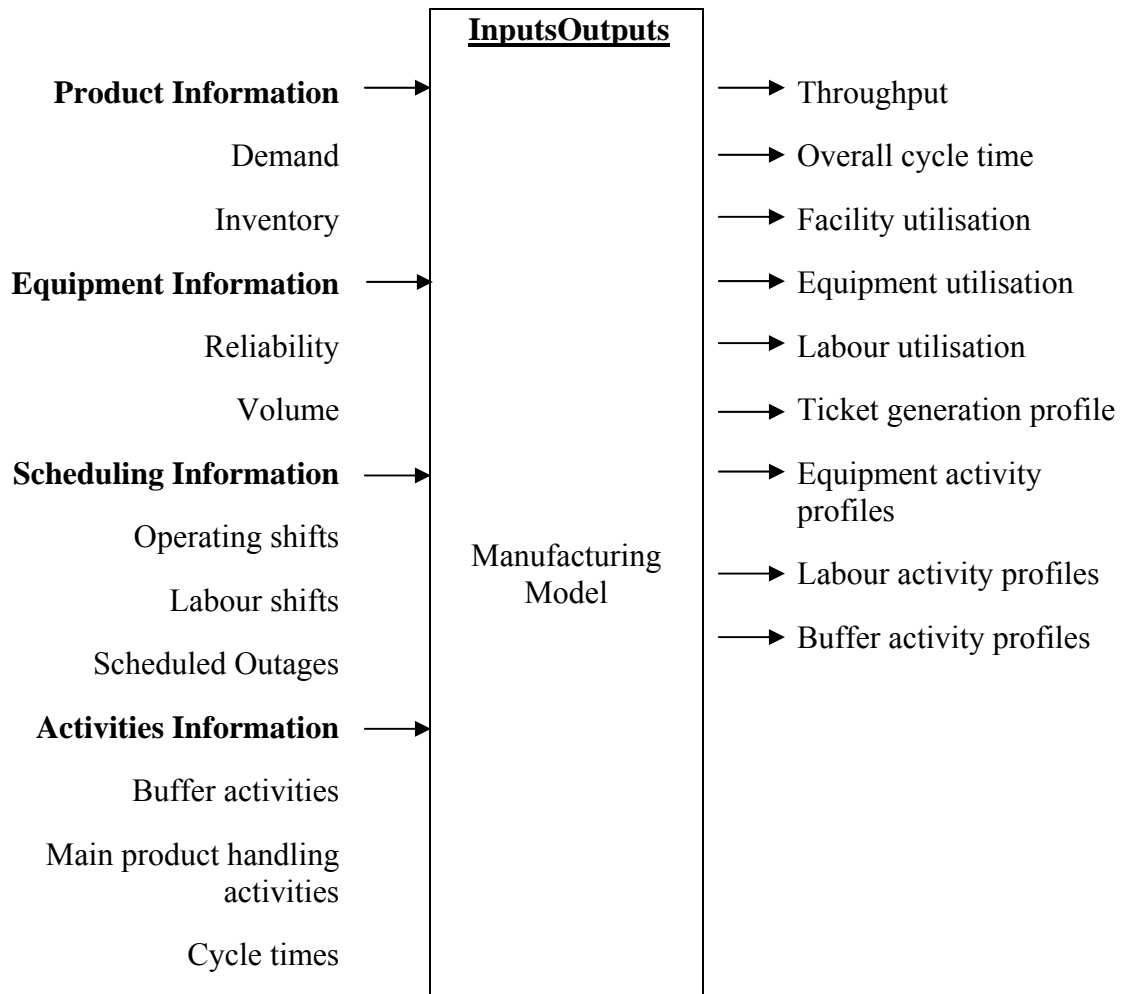 InputsOutputs
Product Information
Demand
Inventory
Equipment Information
Reliability
Volume
Scheduling Information
Operating shifts
Labour shifts
Scheduled Outages
Activities Information
Buffer activities
Main product handling
activities
Cycle times
Manufacturing
Model
Throughput
Overall cycle time
Facility utilisation
Equipment utilisation
Labour utilisation
Ticket generation profile
Equipment activity
profiles
Labour activity profiles
Buffer activity profiles